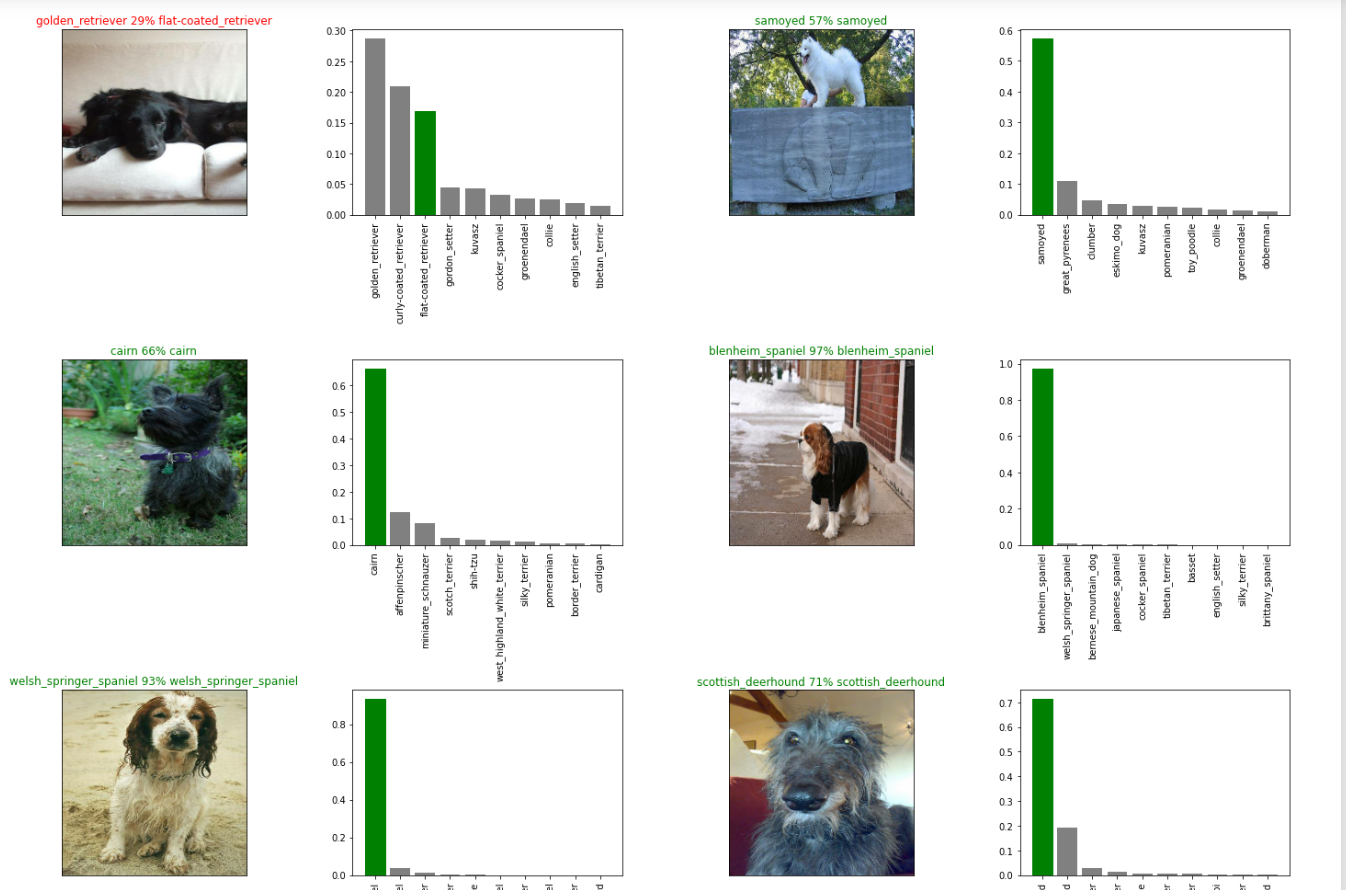 golden_retriever 29% flat-coated_retriever
0.30
0.25
0.20
0.15
0.10
0.05
0.00
golden_retriever
curly-coated_retriever
flat-coated_retriever
gordon_setter
kuvasz
cocker_spaniel
groenendael
collie
english_setter
tibetan_terrier
samoyed 57% samoyed
0.6
0.5
0.4
0.3
0.2
0.1
0.0
samoyed
great_pyrenees
clumber
eskimo_dog
kuvasz
pomeranian
toy_poodle
collie
groenendael
doberman
cairn 66% cairn
0.6
0.5
0.4
0.3
0.2
0.1
0.0
cairn
affenpinscher
miniature_schnauzer
scotch_terrier
shih-tzu
west_highland_white_terrier
silky_terrier
pomeranian
border_terrier
cardigan
blenheim_spaniel 97% blenheim_spaniel
1.0
0.8
0.6
0.4
0.2
0.0
blenheim_spaniel
welsh_springer_spaniel
bernese_mountain_dog
japanese_spaniel
cocker_spaniel
tibetan_terrier
basset
english_setter
silky_terrier
brittany_spaniel
welsh_springer_spaniel 93% welsh_springer_spaniel
0.8
0.6
0.4
0.2
0.0
scottish_deerhound 71% scottish_deerhound
0.7
0.6
0.5
0.4
0.3
0.2
0.1
0.0